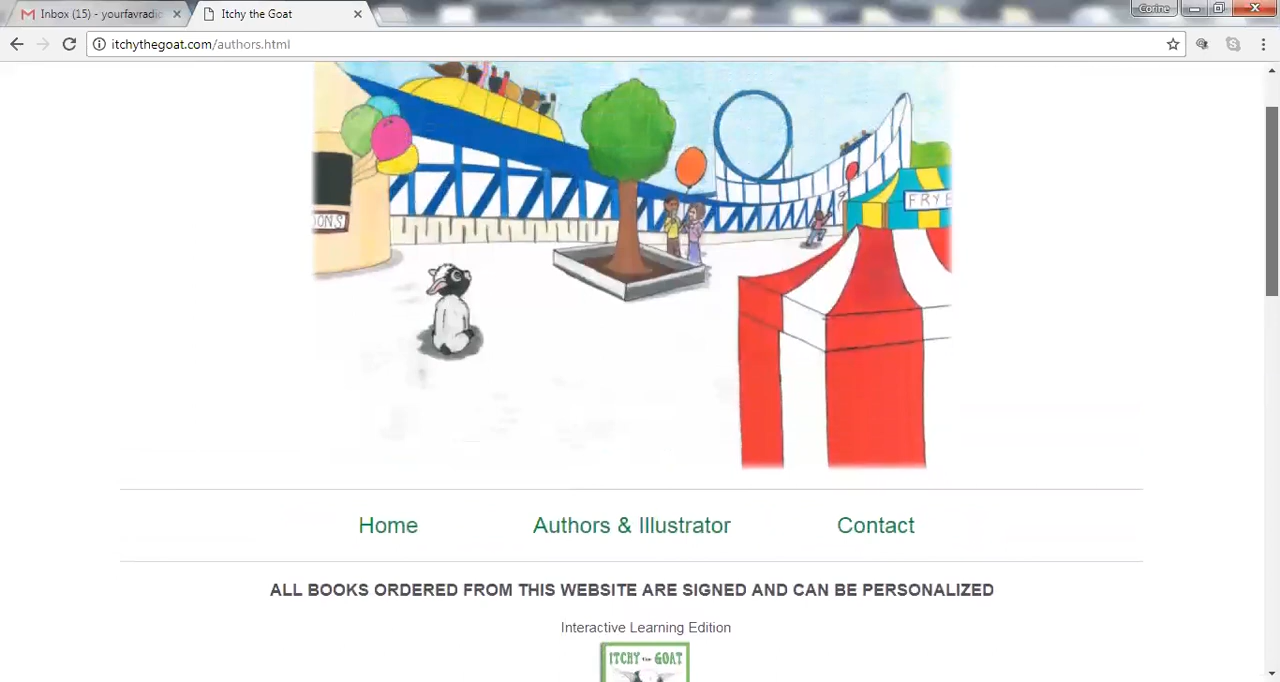 Inbox (15) - yourfavradio
Itchy the Goat
Corine
itchythegoat.com/authors.html
ONS
FRYB
Home
Authors & Illustrator
Contact
ALL BOOKS ORDERED FROM THIS WEBSITE ARE SIGNED AND CAN BE PERSONALIZED
Interactive Learning Edition
ITCHY the GOAT